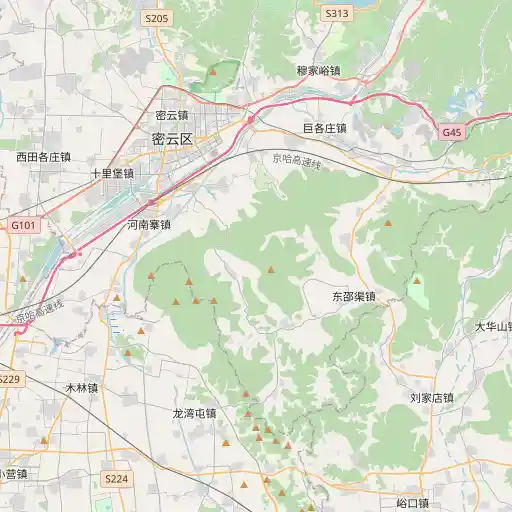 S205
S313
穆家峪镇
密云镇
巨各庄镇
密云区
G45
西田各庄镇
京哈高速线
十里堡镇
G101
河南寨镇
东邵渠镇
京哈高速线
大华山镇
S229
木林镇
刘家店镇
龙湾屯镇
小营镇
S224
峪口镇